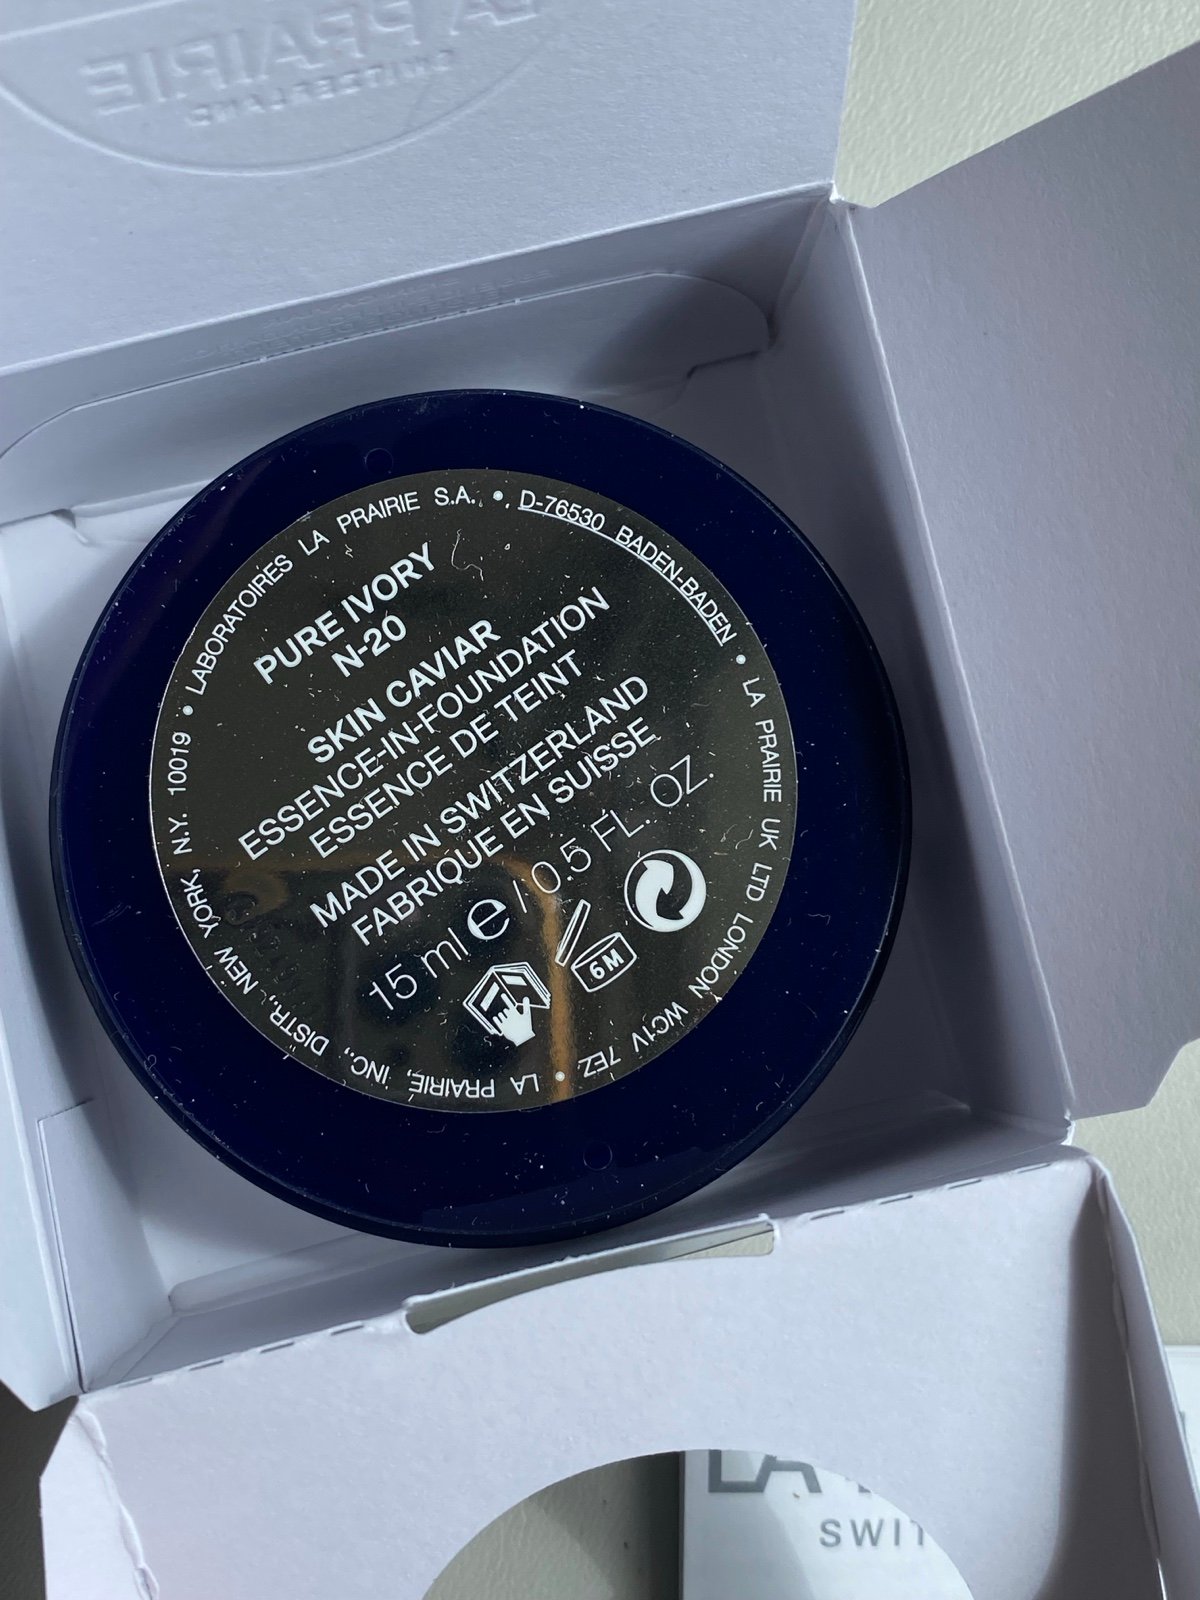 LA PRAIRIE
SWITZERLAND
LABORATOIRES LA PRAIRIE S.A. • D-76530 BADEN-BADEN • LA PRAIRIE UK LTD LONDON WC1V 7EZ • LA PRAIRIE, INC., DISTR., NEW YORK, N.Y. 10019 •
PURE IVORY
N-20
SKIN CAVIAR
ESSENCE-IN-FOUNDATION
ESSENCE DE TEINT
MADE IN SWITZERLAND
FABRIQUE EN SUISSE
15 ml e / 0.5 FL. OZ.
6M
LA
SWIT